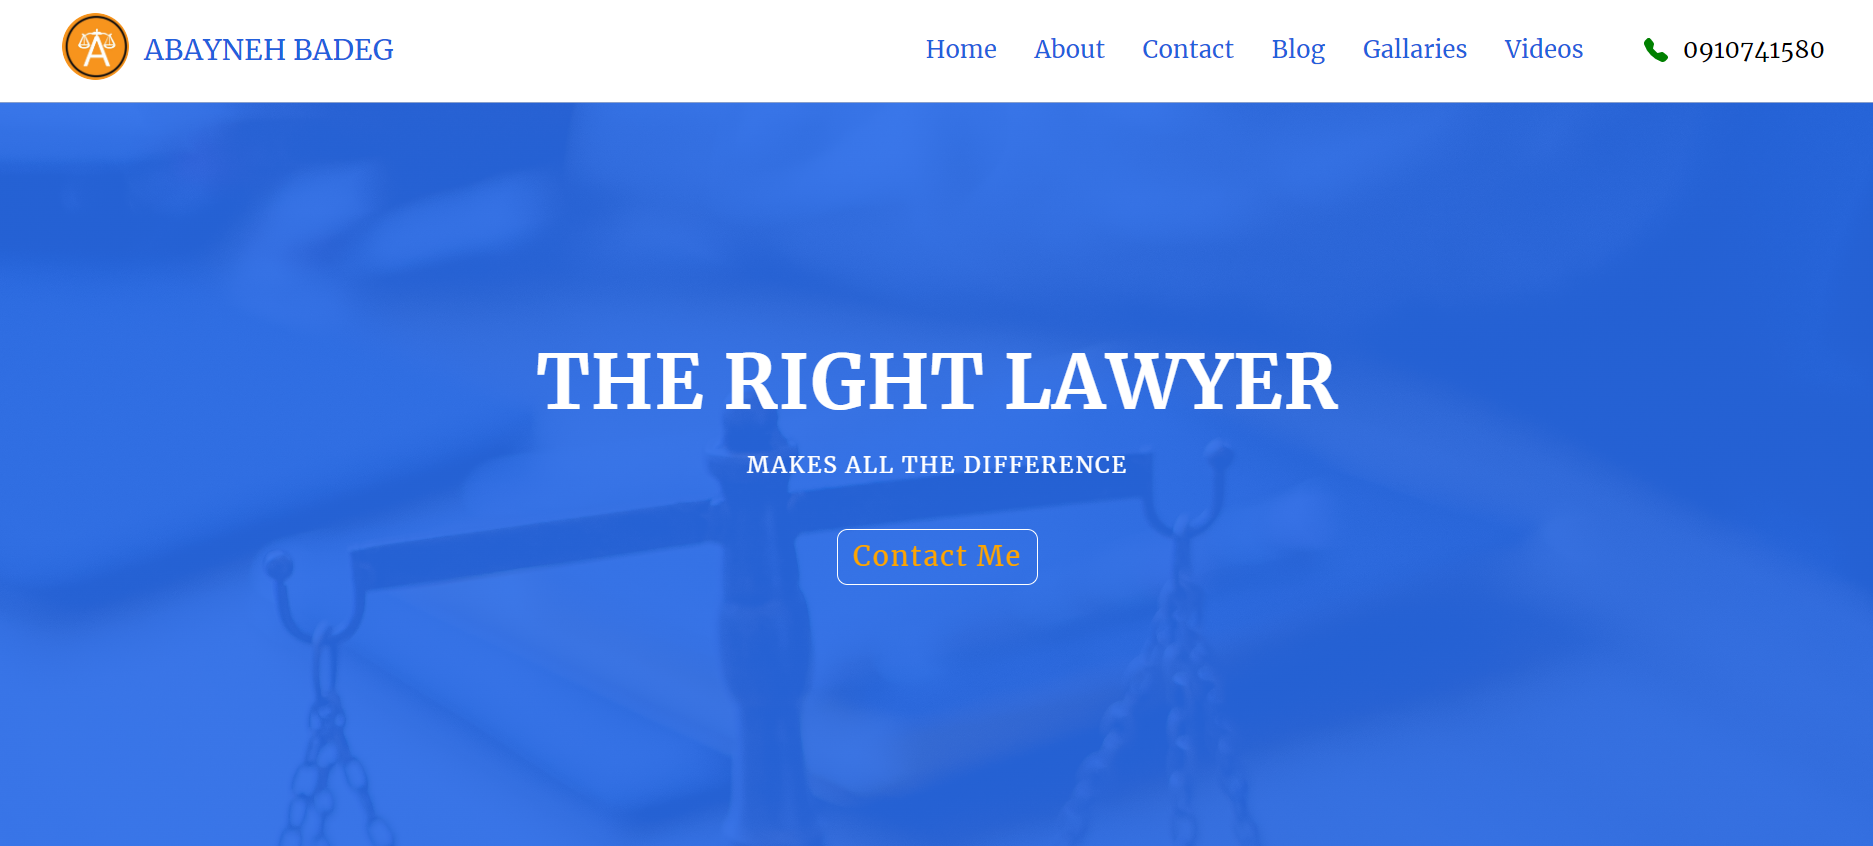 ABAYNEH BADEG
Home About Contact Blog Gallaries Videos 0910741580
THE RIGHT LAWYER
MAKES ALL THE DIFFERENCE
Contact Me